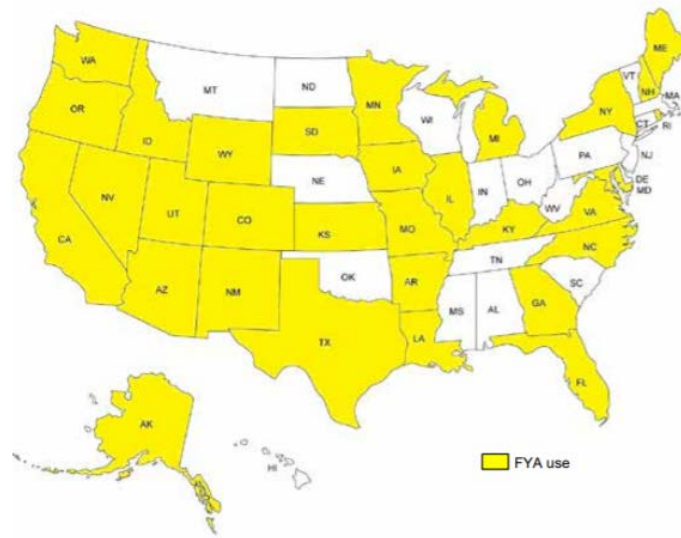 WA
MT
ND
MN
ME
VT
NH
OR
ID
SD
WI
NY
MA
WY
MI
CT
RI
NE
IA
PA
NJ
NV
UT
CO
IL
IN
OH
DE
WV
MD
CA
KS
MO
KY
VA
AZ
NM
OK
AR
TN
NC
SC
TX
LA
MS
AL
GA
FL
AK
HI
FYA use